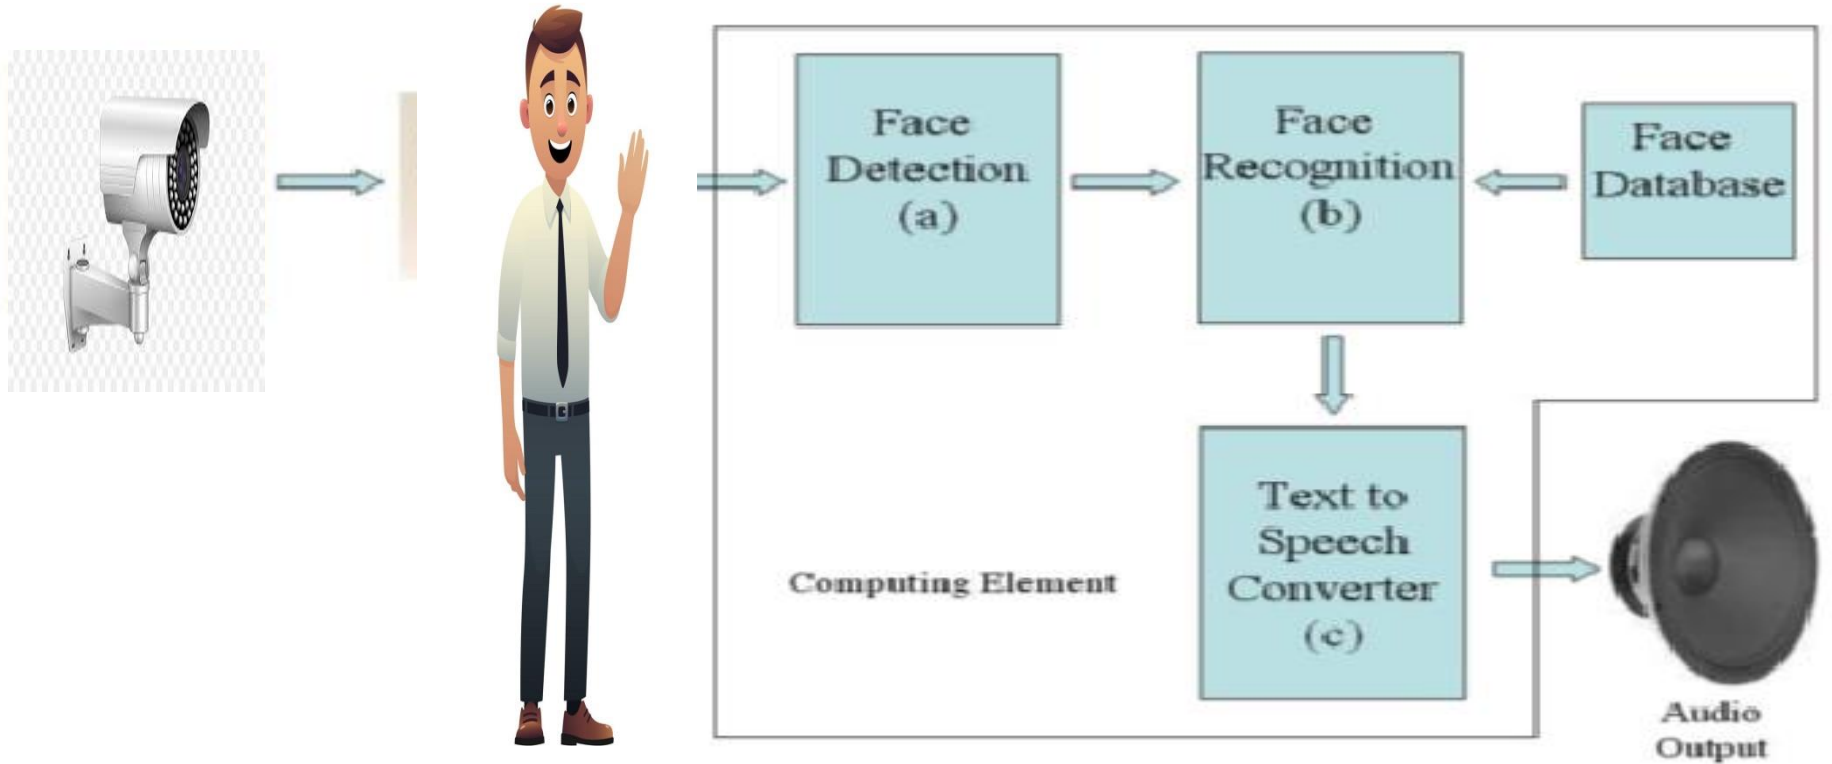 Face
Detection
(a)
Face
Recognition
(b)
Face
Database
Text to
Speech
Converter
(c)
Computing Element
Audio
Output